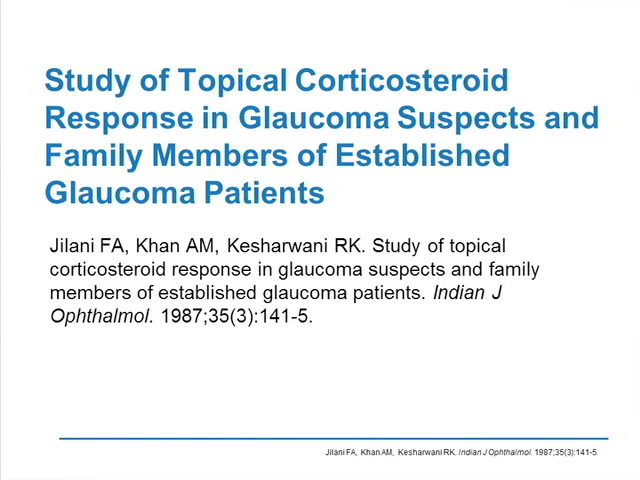 Study of Topical Corticosteroid
Response in Glaucoma Suspects and
Family Members of Established
Glaucoma Patients
Jilani FA, Khan AM, Kesharwani RK. Study of topical
corticosteroid response in glaucoma suspects and family
members of established glaucoma patients. Indian J
Ophthalmol. 1987;35(3):141-5.
Jilani FA, Khan AM, Kesharwani RK. Indian J Ophthalmol. 1987;35(3):141-5.